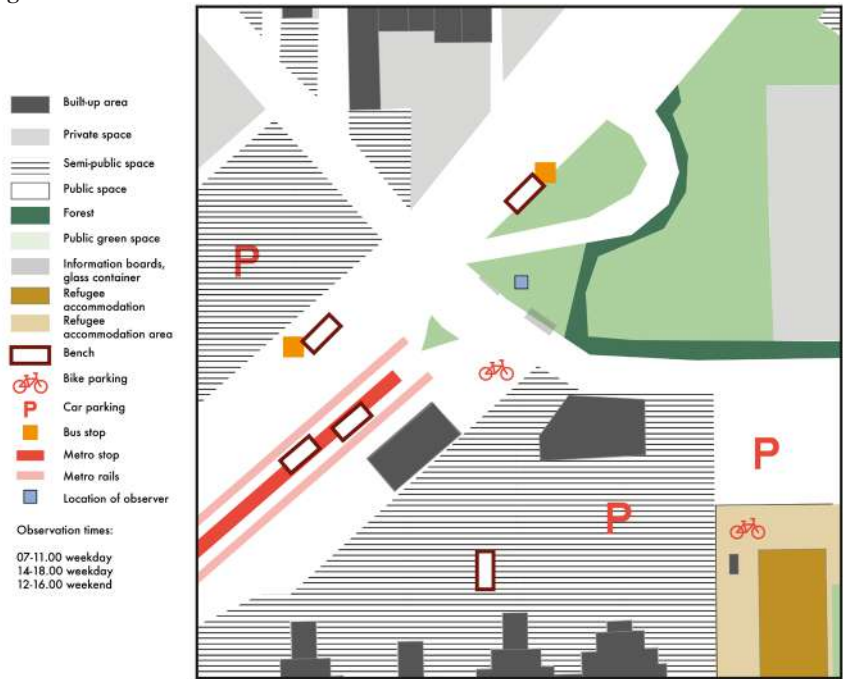 Built-up area
Private space
Semi-public space
Public space
Forest
Public green space
Information boards,
glass container
Refugee
accommodation
Refugee
accommodation area
Bench
Bike parking
P
Car parking
Bus stop
Metro stop
Metro rails
Location of observer
Observation times:
07-11.00 weekday
14-18.00 weekday
12-16.00 weekend
P
P
P